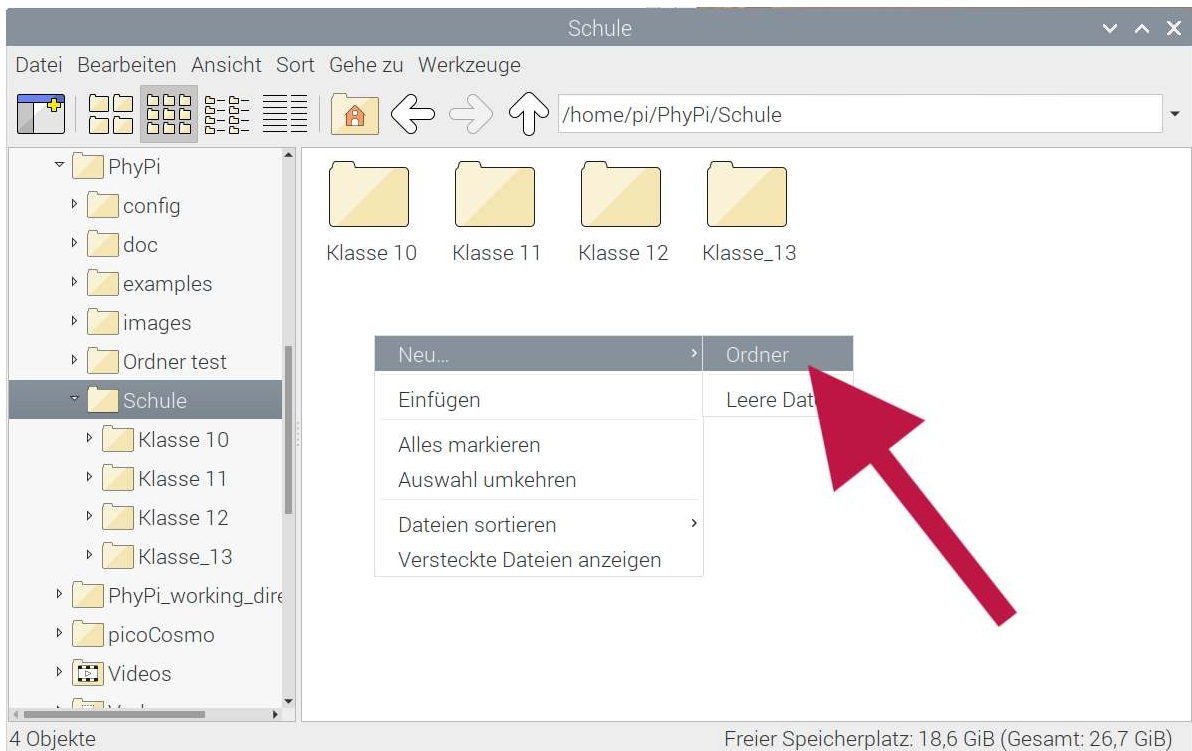 Schule
Datei Bearbeiten Ansicht Sort Gehe zu Werkzeuge
/home/pi/PhyPi/Schule
PhyPi
config
doc
examples
images
Ordner test
Schule
Klasse 10
Klasse 11
Klasse 12
Klasse_13
PhyPi_working_dire
picoCosmo
Videos
Klasse 10 Klasse 11 Klasse 12 Klasse_13
Neu...
Einfügen
Alles markieren
Auswahl umkehren
Dateien sortieren
Versteckte Dateien anzeigen
Ordner
Leere Dat
4 Objekte
Freier Speicherplatz: 18,6 GiB (Gesamt: 26,7 GiB)